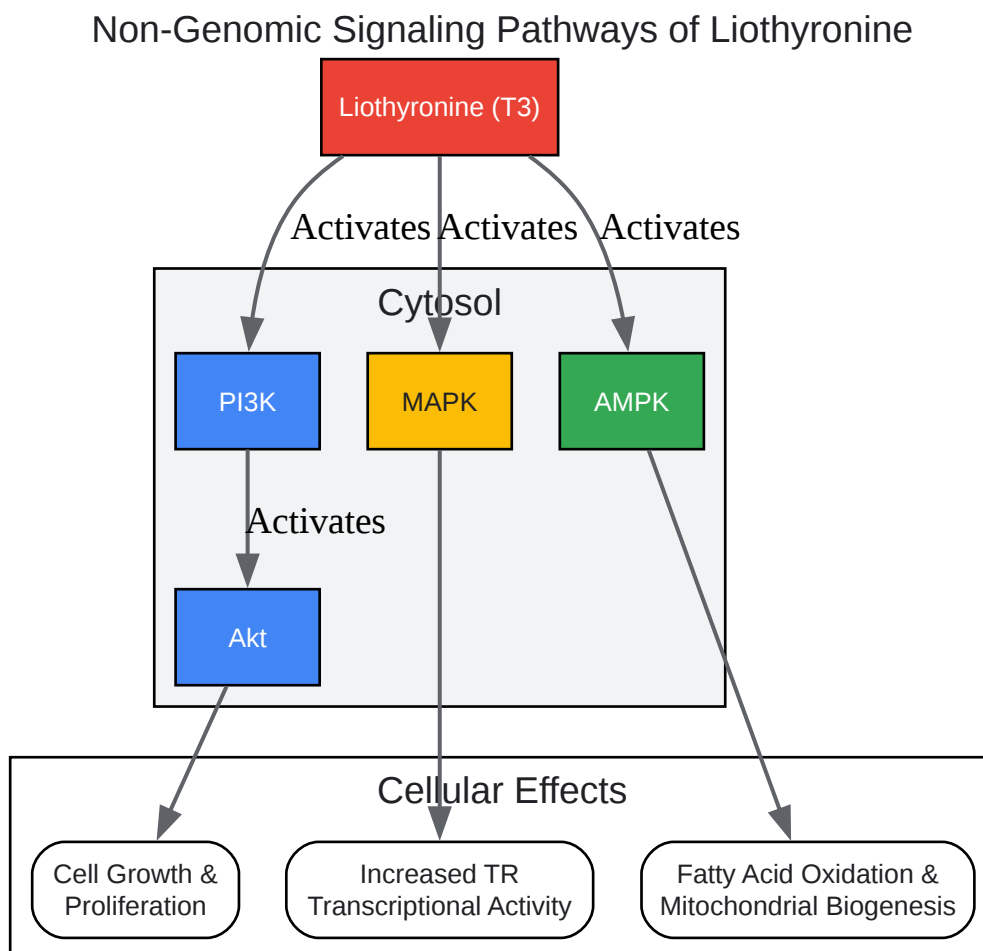 Non-Genomic Signaling Pathways of Liothyronine
Liothyronine (T3)
Activates Activates Activates
Cytosol
PI3K
MAPK
AMPK
Activates
Akt
Cellular Effects
Cell Growth &
Proliferation
Increased TR
Transcriptional Activity
Fatty Acid Oxidation &
Mitochondrial Biogenesis